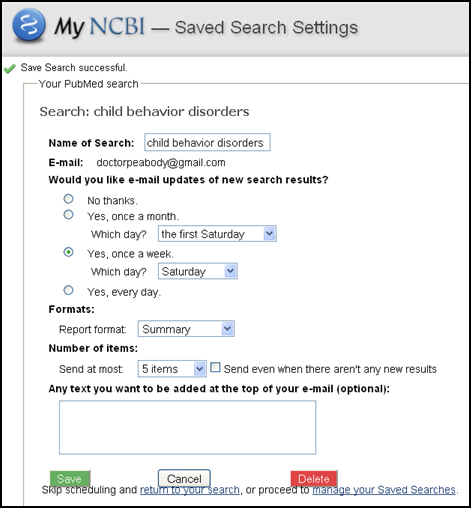 My NCBI — Saved Search Settings
Save Search successful.
Your PubMed search
Search: child behavior disorders
Name of Search: child behavior disorders
E-mail: doctorpeabody@gmail.com
Would you like e-mail updates of new search results?
No thanks.
Yes, once a month.
Which day? the first Saturday
Yes, once a week.
Which day? Saturday
Yes, every day.
Formats:
Report format: Summary
Number of items:
Send at most: 5 items Send even when there aren't any new results
Any text you want to be added at the top of your e-mail (optional):
Save Cancel Delete
Skip scheduling and return to your search, or proceed to manage your Saved Searches.